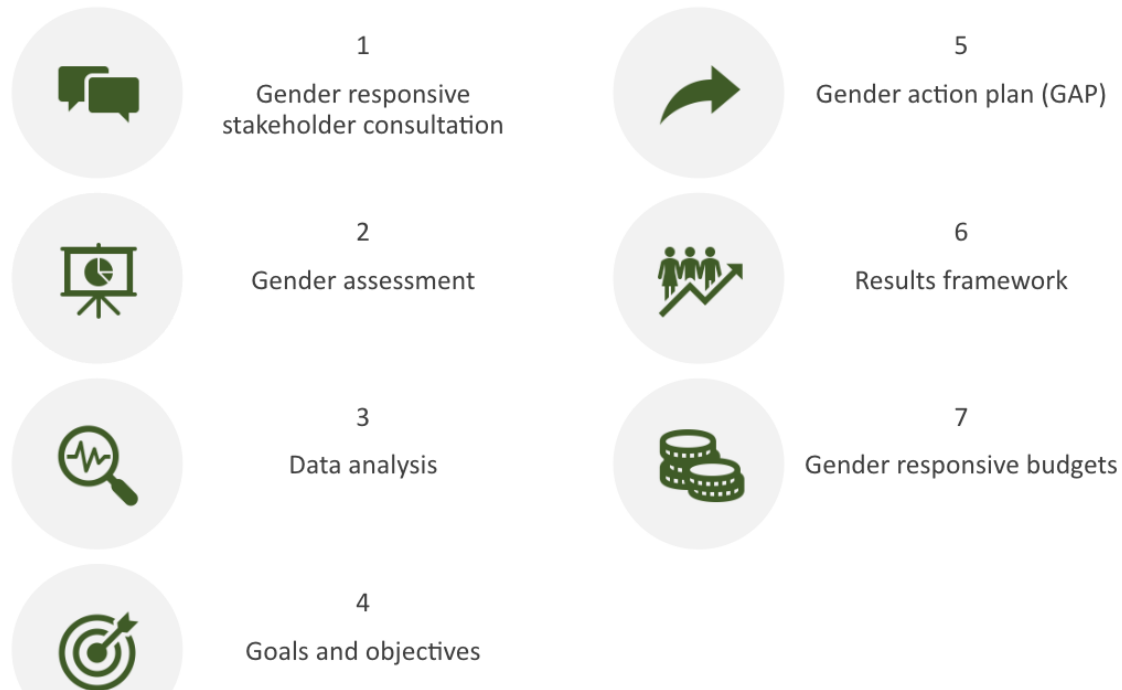 1
Gender responsive
stakeholder consultation
2
Gender assessment
3
Data analysis
4
Goals and objectives
5
Gender action plan (GAP)
6
Results framework
7
Gender responsive budgets